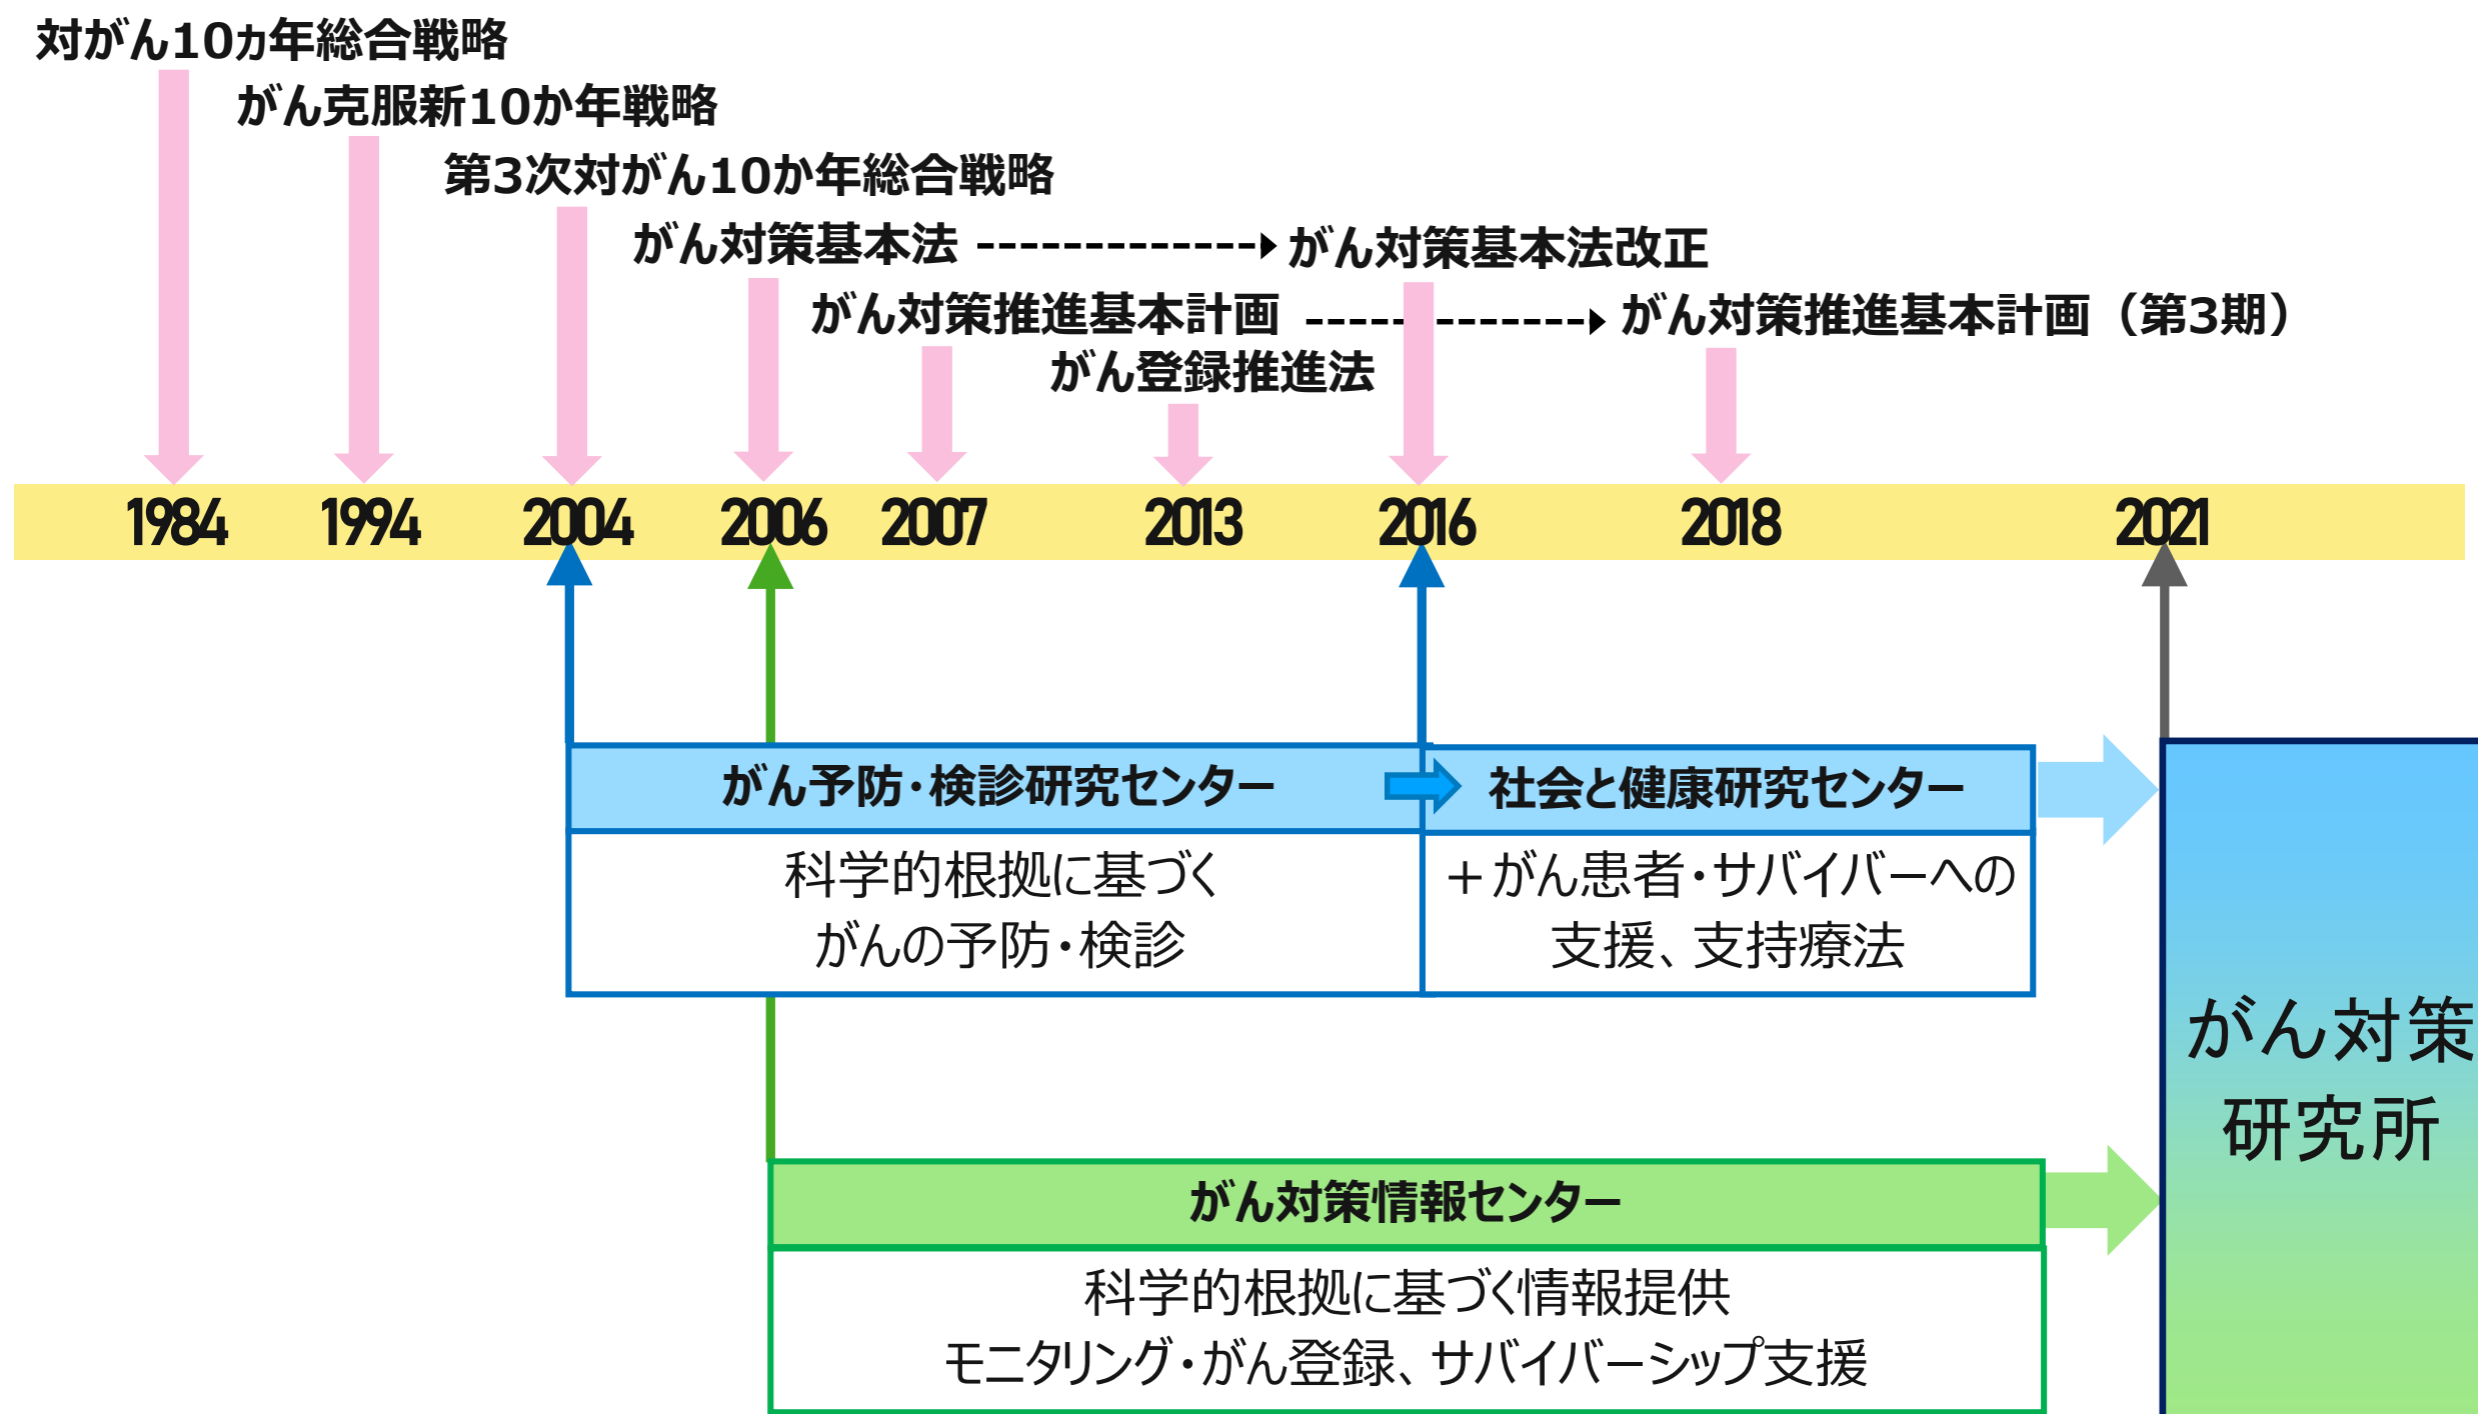 対がん10ヵ年総合戦略
がん克服新10か年戦略
第3次対がん10か年総合戦略
がん対策基本法
がん対策基本法改正
がん対策推進基本計画
がん対策推進基本計画（第3期）
がん登録推進法
1984 1994 2004 2006 2007 2013 2016 2018 2021
がん予防・検診研究センター
社会と健康研究センター
科学的根拠に基づく
がんの予防・検診
＋がん患者・サバイバーへの
支援、支持療法
がん対策
研究所
がん対策情報センター
科学的根拠に基づく情報提供
モニタリング・がん登録、サバイバーシップ支援